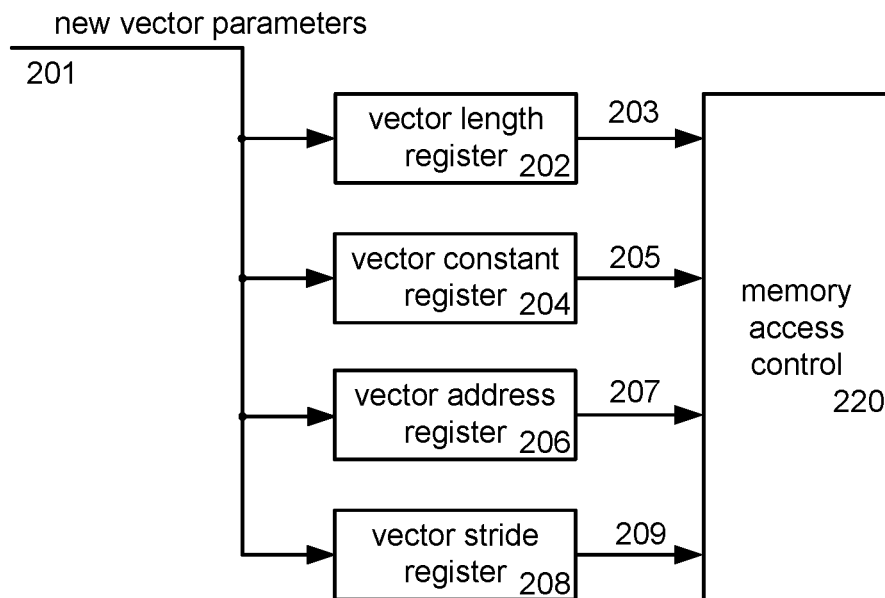 new vector parameters
201
vector length
register 202
203
vector constant
register 204
205
vector address
register 206
207
vector stride
register 208
209
memory
access
control
220